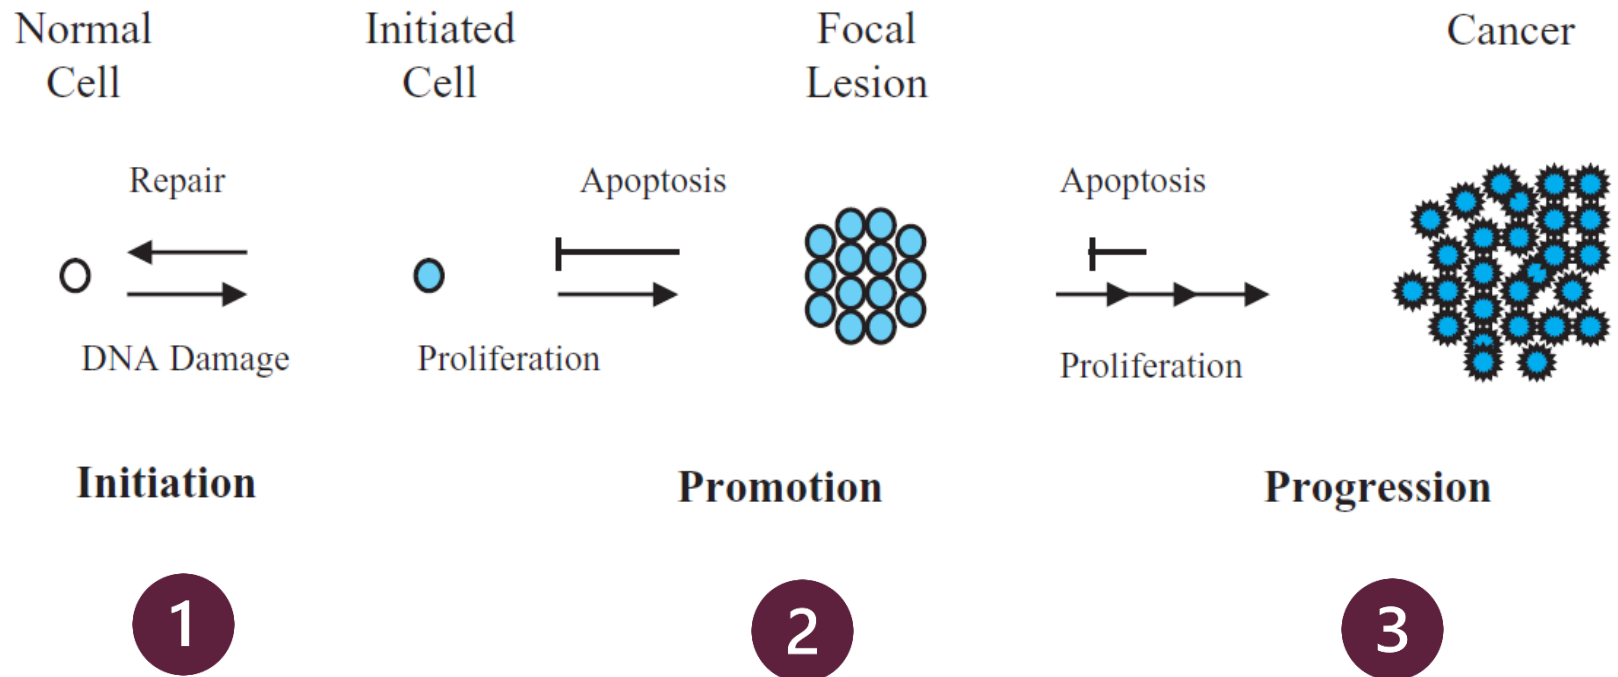 Normal
Cell
Initiated
Cell
Focal
Lesion
Cancer
Repair
Apoptosis
Apoptosis
DNA Damage
Proliferation
Proliferation
Initiation
Promotion
Progression
1
2
3